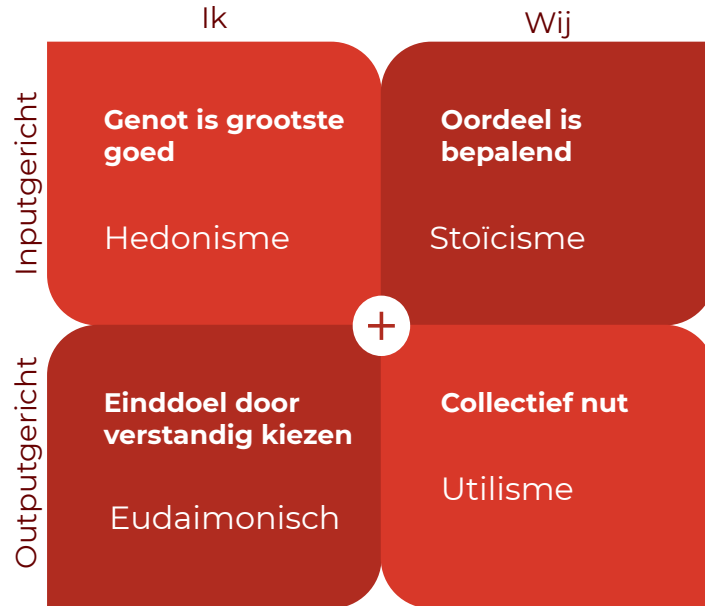 Ik
Wij
Inputgericht
Genot is grootste
goed
Hedonisme
Oordeel is
bepalend
Stoïcisme
+
Outputgericht
Einddoel door
verstandig kiezen
Eudaimonisch
Collectief nut
Utilisme